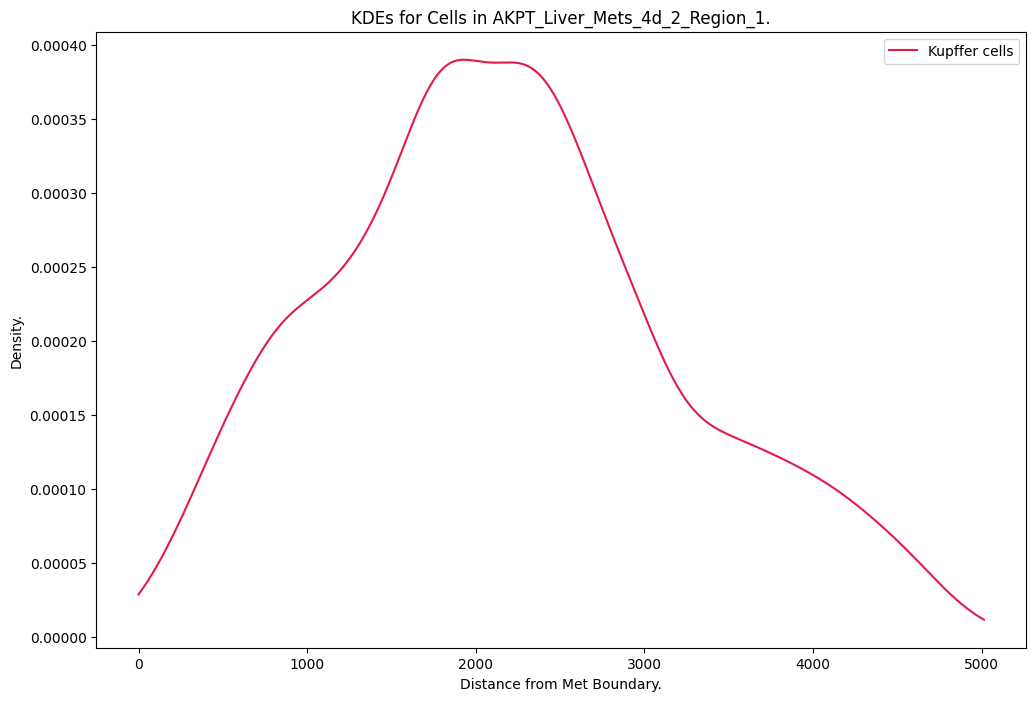 KDEs for Cells in AKPT_Liver_Mets_4d_2_Region_1.
Kupffer cells
Density.
0.00040
0.00035
0.00030
0.00025
0.00020
0.00015
0.00010
0.00005
0.00000
0 1000 2000 3000 4000 5000
Distance from Met Boundary.